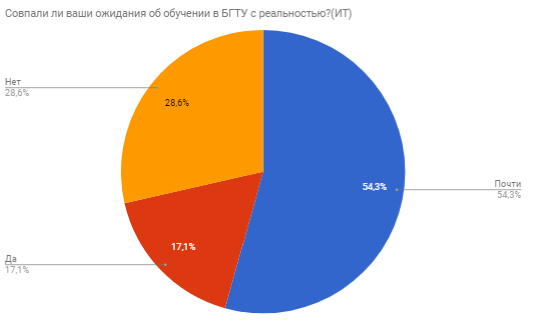 Совпали ли ваши ожидания об обучении в БГТУ с реальностью?(ИТ)
Нет
28,6%
28,6%
54,3%
Почти
54,3%
17,1%
Да
17,1%